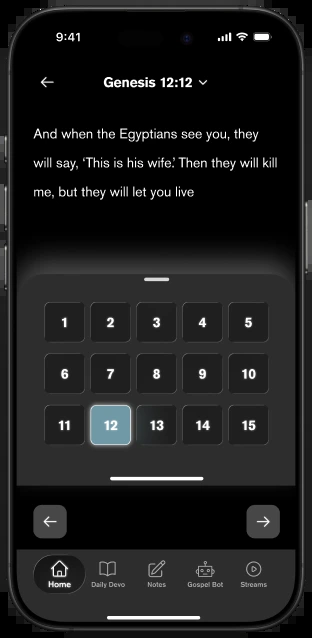 9:41
Genesis 12:12
And when the Egyptians see you, they
will say, ‘This is his wife.’ Then they will kill
me, but they will let you live
1 2 3 4 5
6 7 8 9 10
11 12 13 14 15
Home Daily Devo Notes Gospel Bot Streams